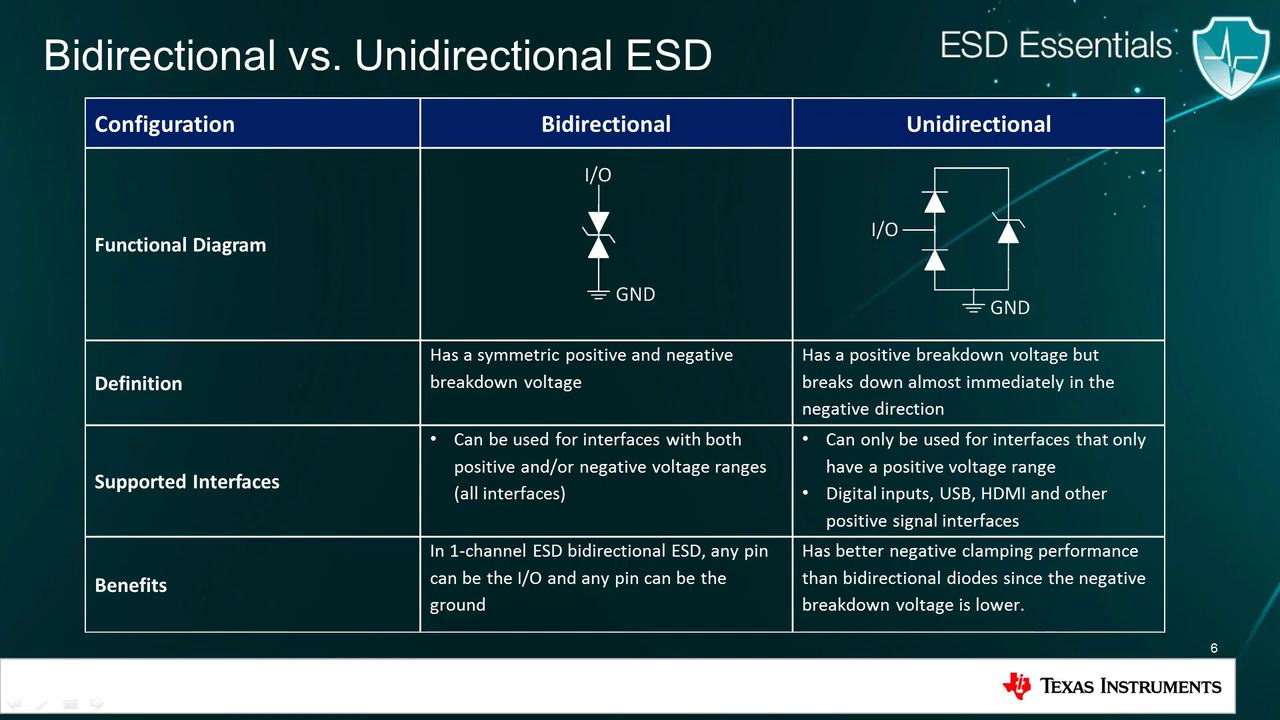 Bidirectional vs. Unidirectional ESD
ESD Essentials
Configuration
Bidirectional
Unidirectional
Functional Diagram
I/O
GND
I/O
GND
Definition
Has a symmetric positive and negative
breakdown voltage
Has a positive breakdown voltage but
breaks down almost immediately in the
negative direction
Supported Interfaces
• Can be used for interfaces with both
positive and/or negative voltage ranges
(all interfaces)
• Can only be used for interfaces that only
have a positive voltage range
• Digital inputs, USB, HDMI and other
positive signal interfaces
Benefits
In 1-channel ESD bidirectional ESD, any pin
can be the I/O and any pin can be the
ground
Has better negative clamping performance
than bidirectional diodes since the negative
breakdown voltage is lower.
6
TEXAS INSTRUMENTS